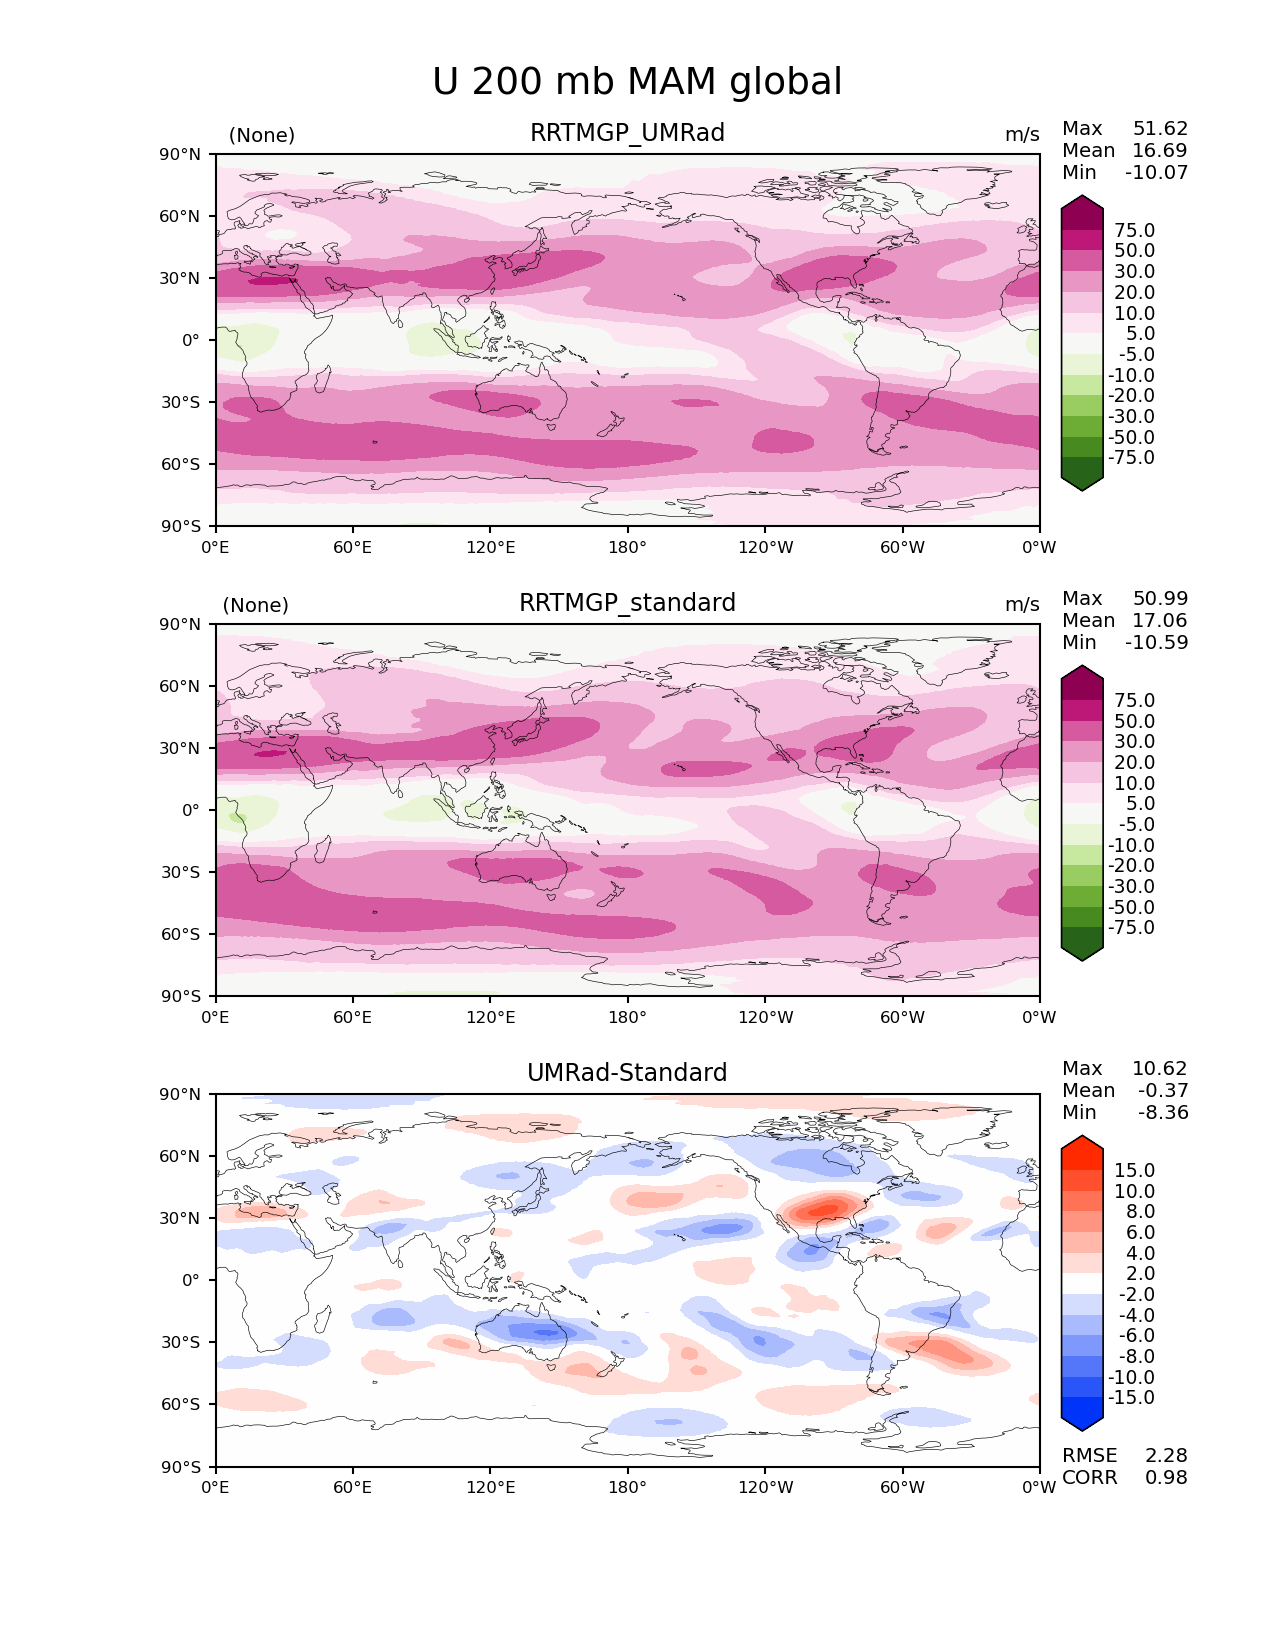 U 200 mb MAM global
(None) RRTMGP_UMRad m/s
Max 51.62
Mean 16.69
Min -10.07
90°N
60°N
30°N
0°
30°S
60°S
90°S
0°E 60°E 120°E 180° 120°W 60°W 0°W
75.0
50.0
30.0
20.0
10.0
5.0
-5.0
-10.0
-20.0
-30.0
-50.0
-75.0
(None) RRTMGP_standard m/s
Max 50.99
Mean 17.06
Min -10.59
90°N
60°N
30°N
0°
30°S
60°S
90°S
0°E 60°E 120°E 180° 120°W 60°W 0°W
75.0
50.0
30.0
20.0
10.0
5.0
-5.0
-10.0
-20.0
-30.0
-50.0
-75.0
UMRad-Standard
Max 10.62
Mean -0.37
Min -8.36
90°N
60°N
30°N
0°
30°S
60°S
90°S
0°E 60°E 120°E 180° 120°W 60°W 0°W
15.0
10.0
8.0
6.0
4.0
2.0
-2.0
-4.0
-6.0
-8.0
-10.0
-15.0
RMSE 2.28
CORR 0.98